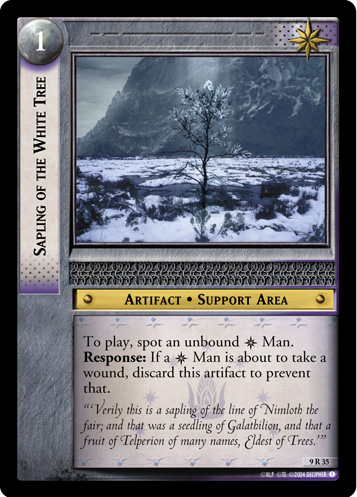 1
Sapling of the White Tree
Artifact • Support Area
To play, spot an unbound Man.
Response: If a Man is about to take a
wound, discard this artifact to prevent
that.
“‘Verily this is a sapling of the line of Nimloth the
fair; and that was a seedling of Galathilion, and that a
fruit of Telperion of many names, Eldest of Trees.’”
9 R 35
©NLP ©TE ©2004 DECIPHER